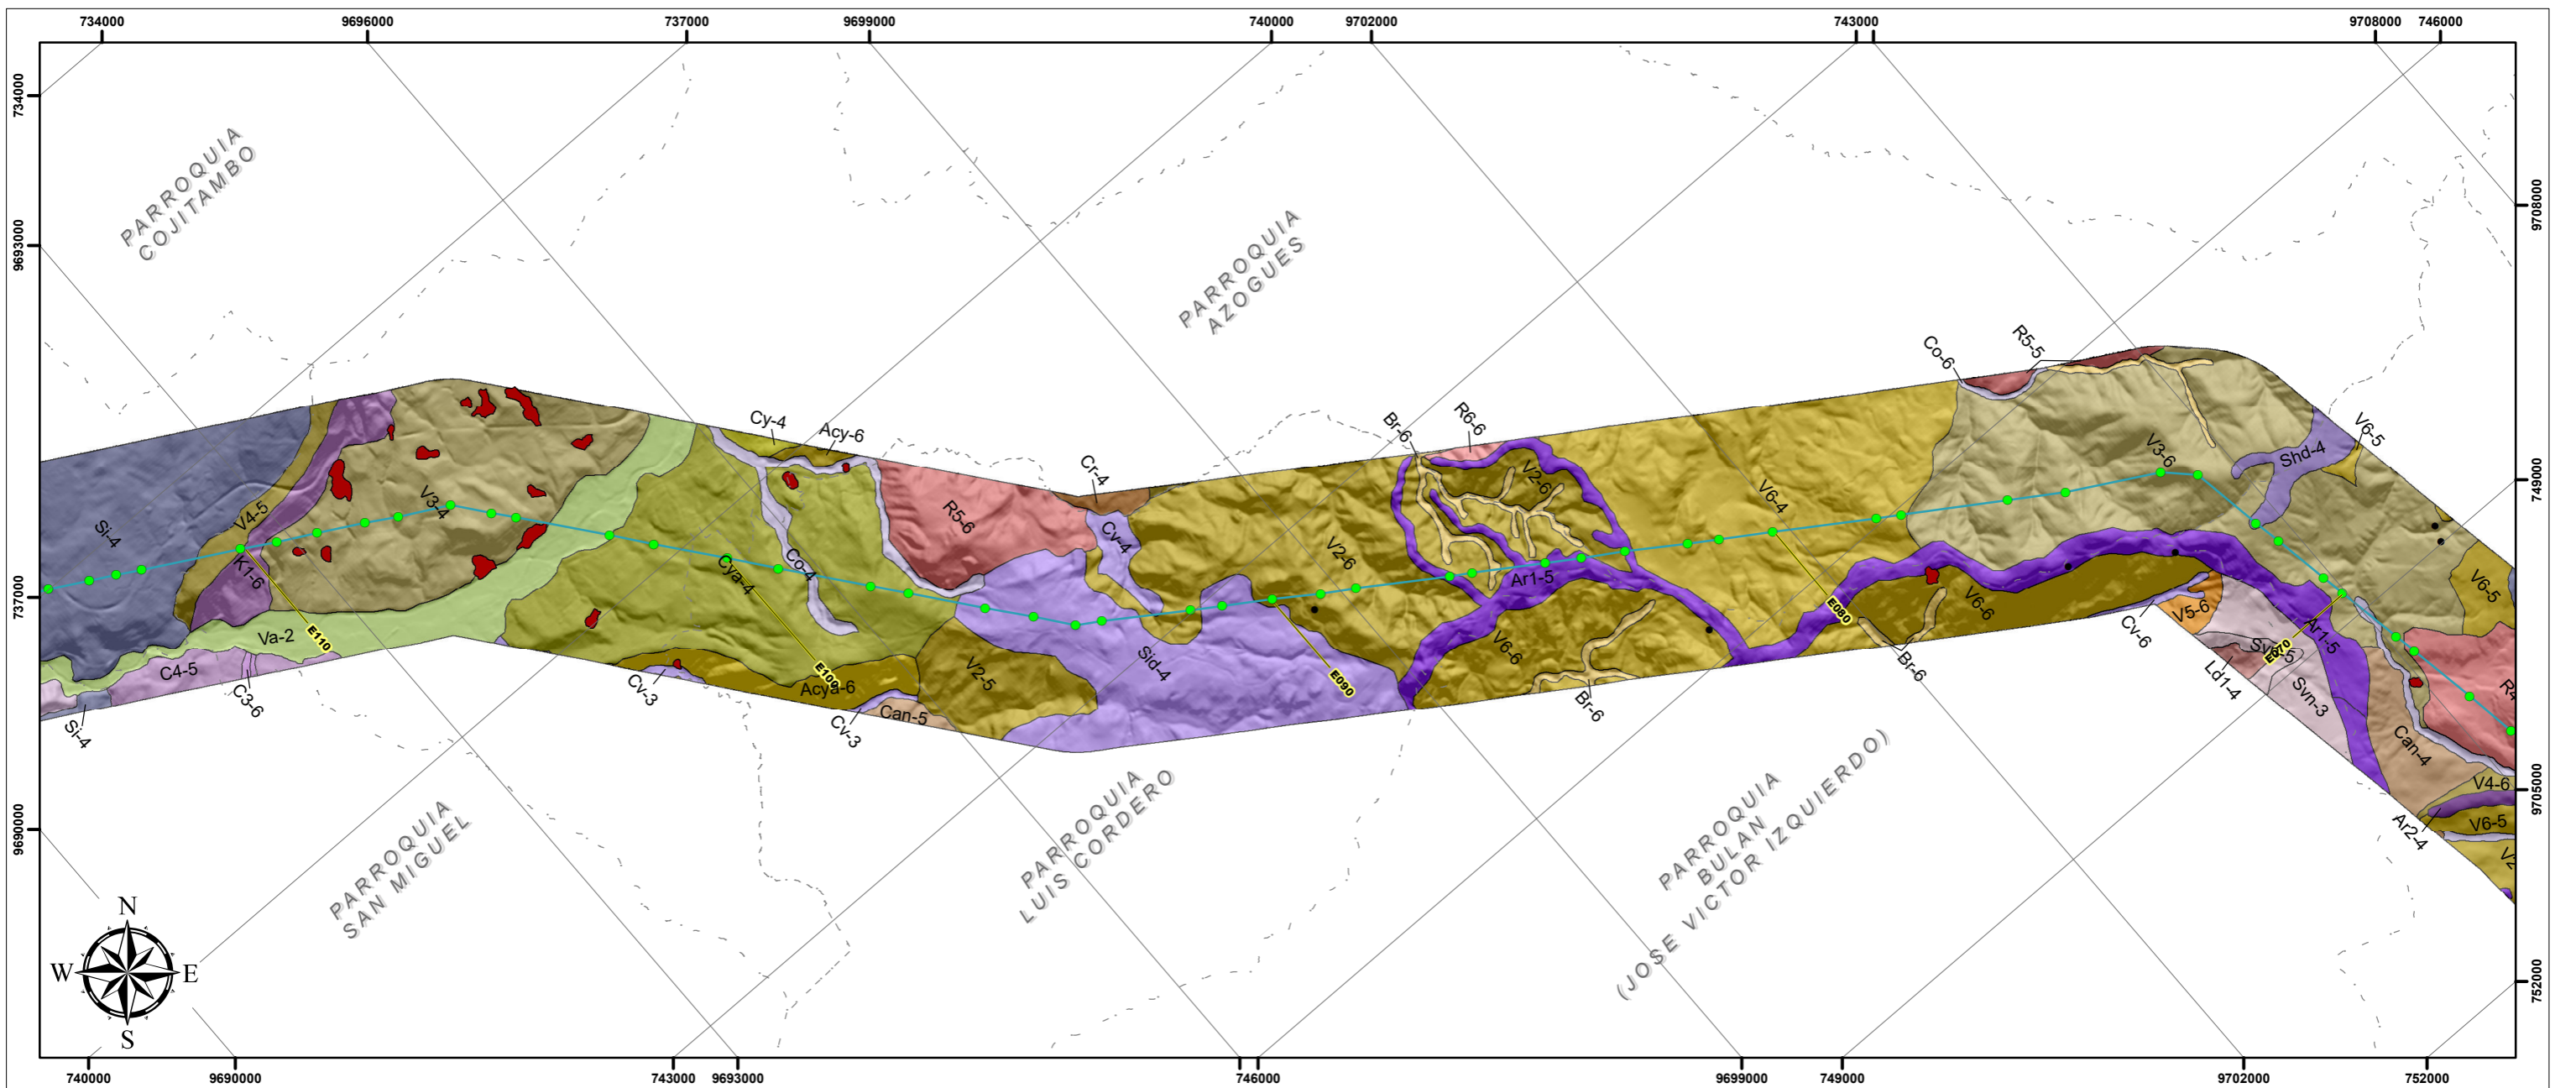 734000 9696000 737000 9699000 740000 9702000 743000 9708000 746000
734000
9693000
737000
9690000
9708000
749000
9705000
752000
PARROQUIA
COJITAMBO
PARROQUIA
AZOGUES
PARROQUIA
SAN MIGUEL
PARROQUIA
LUIS CORDERO
PARROQUIA
BULAN
(JOSE VICTOR IZQUIERDO)
Si-4
V4-5
K1-6
V3-4
Va-2
C4-5
C3-6
Si-4
E110
Cy-4
Acy-6
Co-4
Cya-4
E100
Acya-6
Cv-3
Cv-3
Can-5
R5-6
V2-5
Cr-4
Cv-4
Sid-4
E090
V2-6
Br-6
R6-6
V2-6
Ar1-5
V6-6
Br-6
V6-4
E080
Br-6
V6-6
Co-6
R5-5
V3-6
Shd-4
V6-5
V6-5
Cv-6
V5-6
Ld1-4
E070
Svn-3
Ar1-5
Can-4
V4-6
Ar2-4
V6-5
N
W E
S
740000 9690000 743000 9693000 746000 9699000 749000 9702000 752000